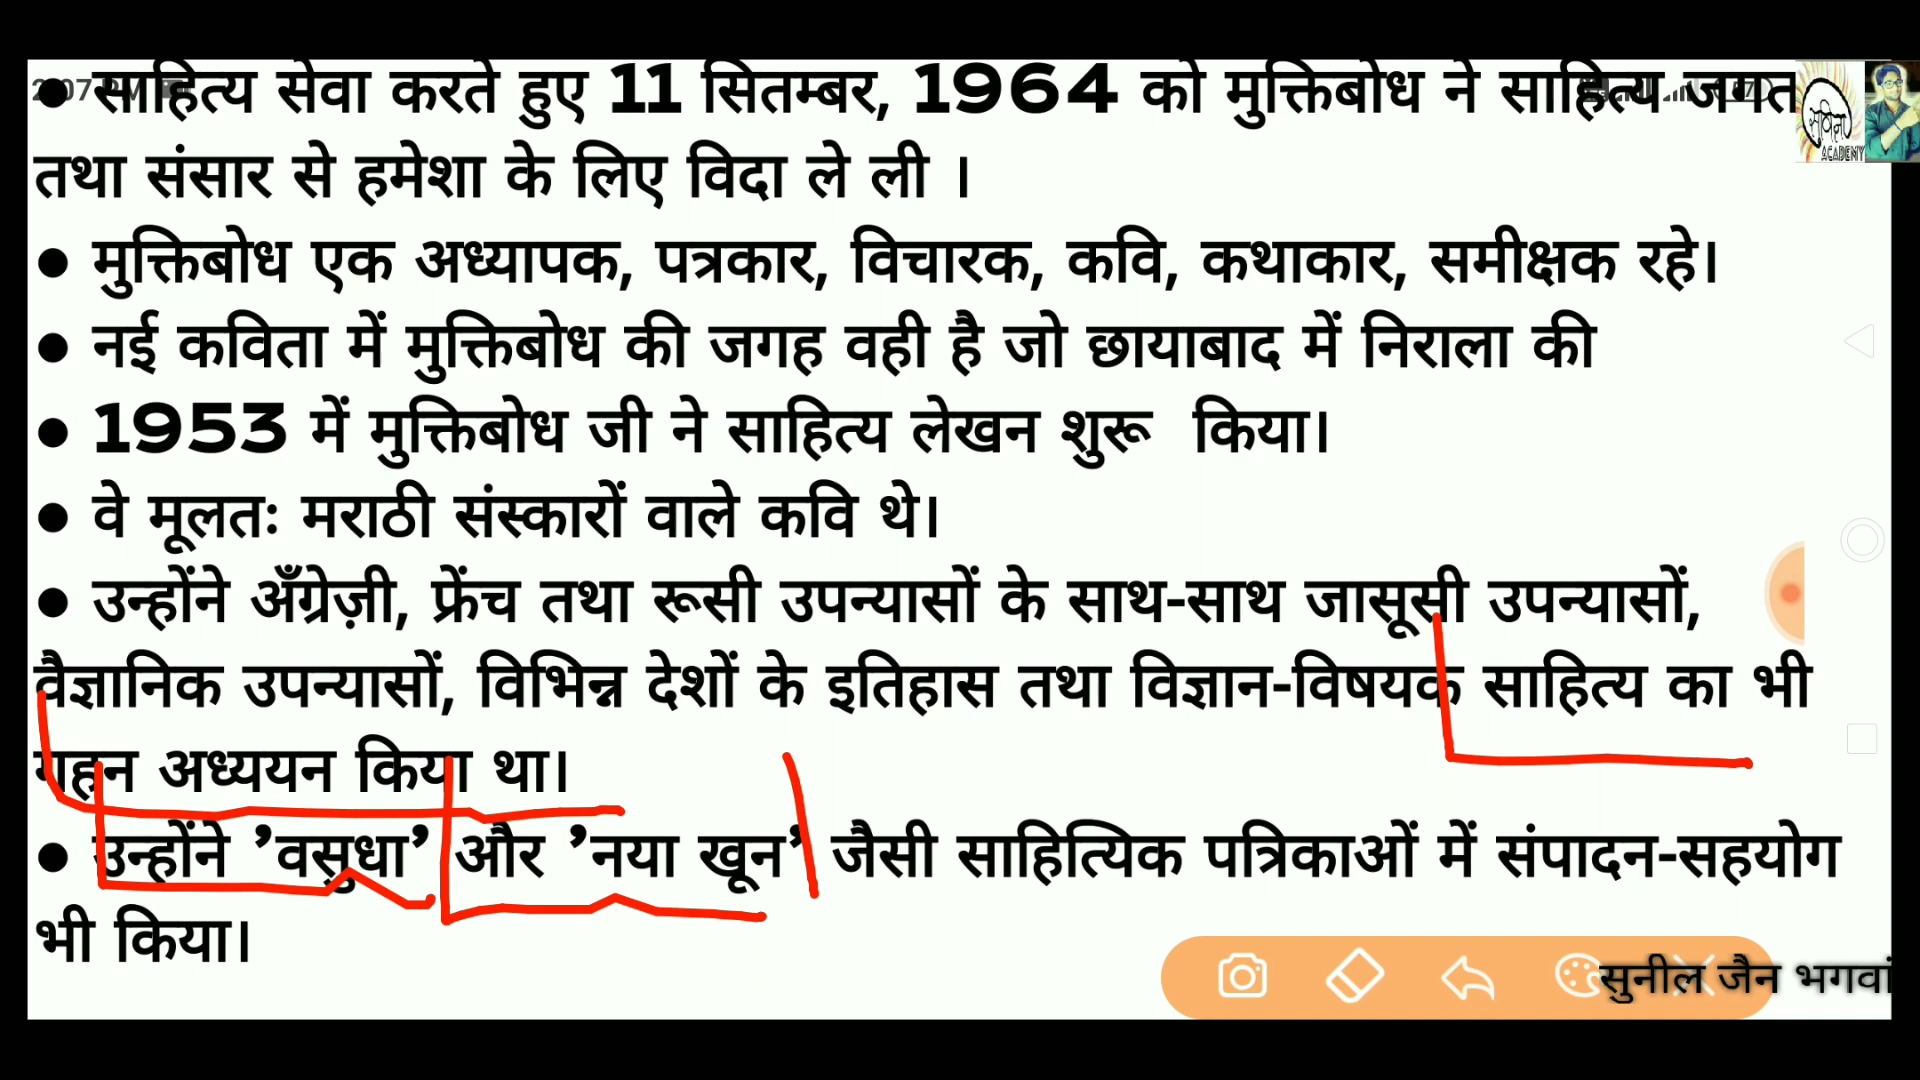 ● साहित्य सेवा करते हुए 11 सितम्बर, 1964 को मुक्तिबोध ने साहित्य जगत
तथा संसार से हमेशा के लिए विदा ले ली ।
● मुक्तिबोध एक अध्यापक, पत्रकार, विचारक, कवि, कथाकार, समीक्षक रहे।
● नई कविता में मुक्तिबोध की जगह वही है जो छायाबाद में निराला की
● 1953 में मुक्तिबोध जी ने साहित्य लेखन शुरू किया।
● वे मूलतः मराठी संस्कारों वाले कवि थे।
● उन्होंने अँग्रेज़ी, फ्रेंच तथा रूसी उपन्यासों के साथ-साथ जासूसी उपन्यासों,
वैज्ञानिक उपन्यासों, विभिन्न देशों के इतिहास तथा विज्ञान-विषयक साहित्य का भी
गहन अध्ययन किया था।
● उन्होंने ’वसुधा’ और ’नया खून’ जैसी साहित्यिक पत्रिकाओं में संपादन-सहयोग
भी किया।
ACADEMY
सुनील जैन भगवां